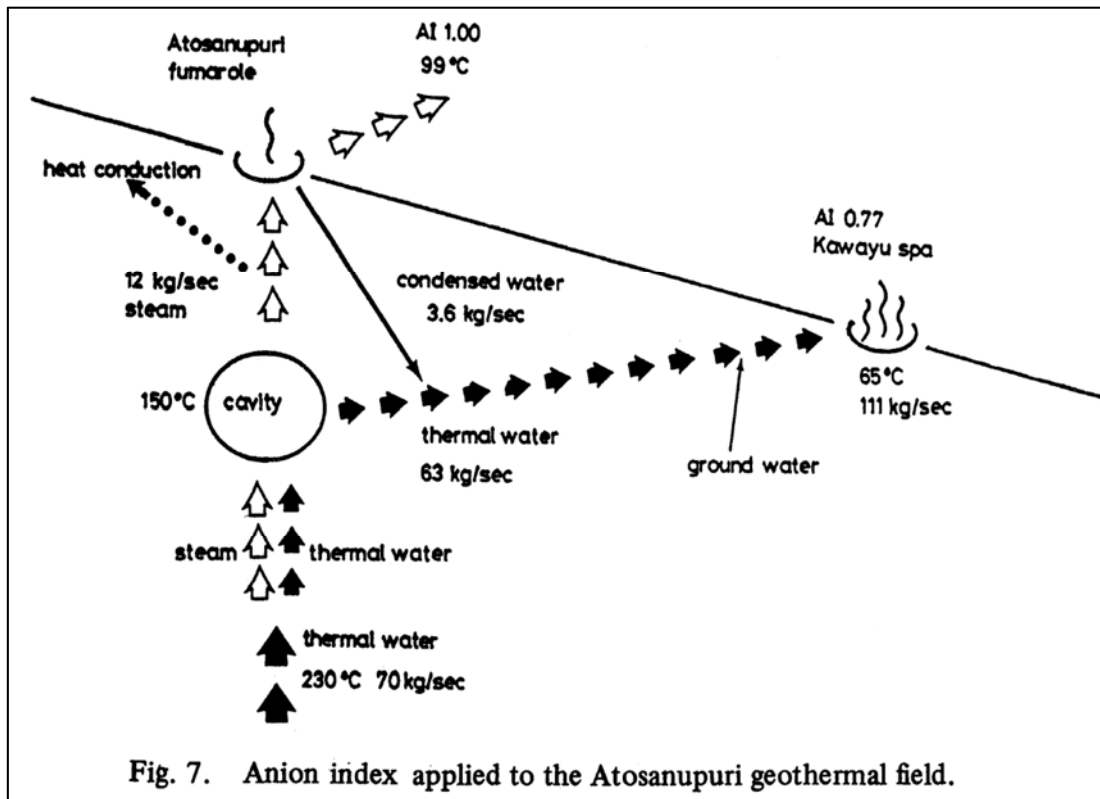 Atosanupuri
fumarole
AI 1.00
99°C
heat conduction
12 kg/sec
steam
condensed water
3.6 kg/sec
AI 0.77
Kawayu spa
65°C
111 kg/sec
150°C
cavity
thermal water
63 kg/sec
ground water
steam
thermal water
thermal water
230°C 70kg/sec
Fig. 7. Anion index applied to the Atosanupuri geothermal field.